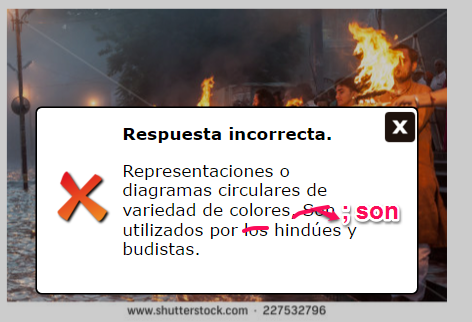 X
Respuesta incorrecta.
Representaciones o
diagramas circulares de
variedad de colores. Son ; son
utilizados por los hindúes y
budistas.
www.shutterstock.com · 227532796